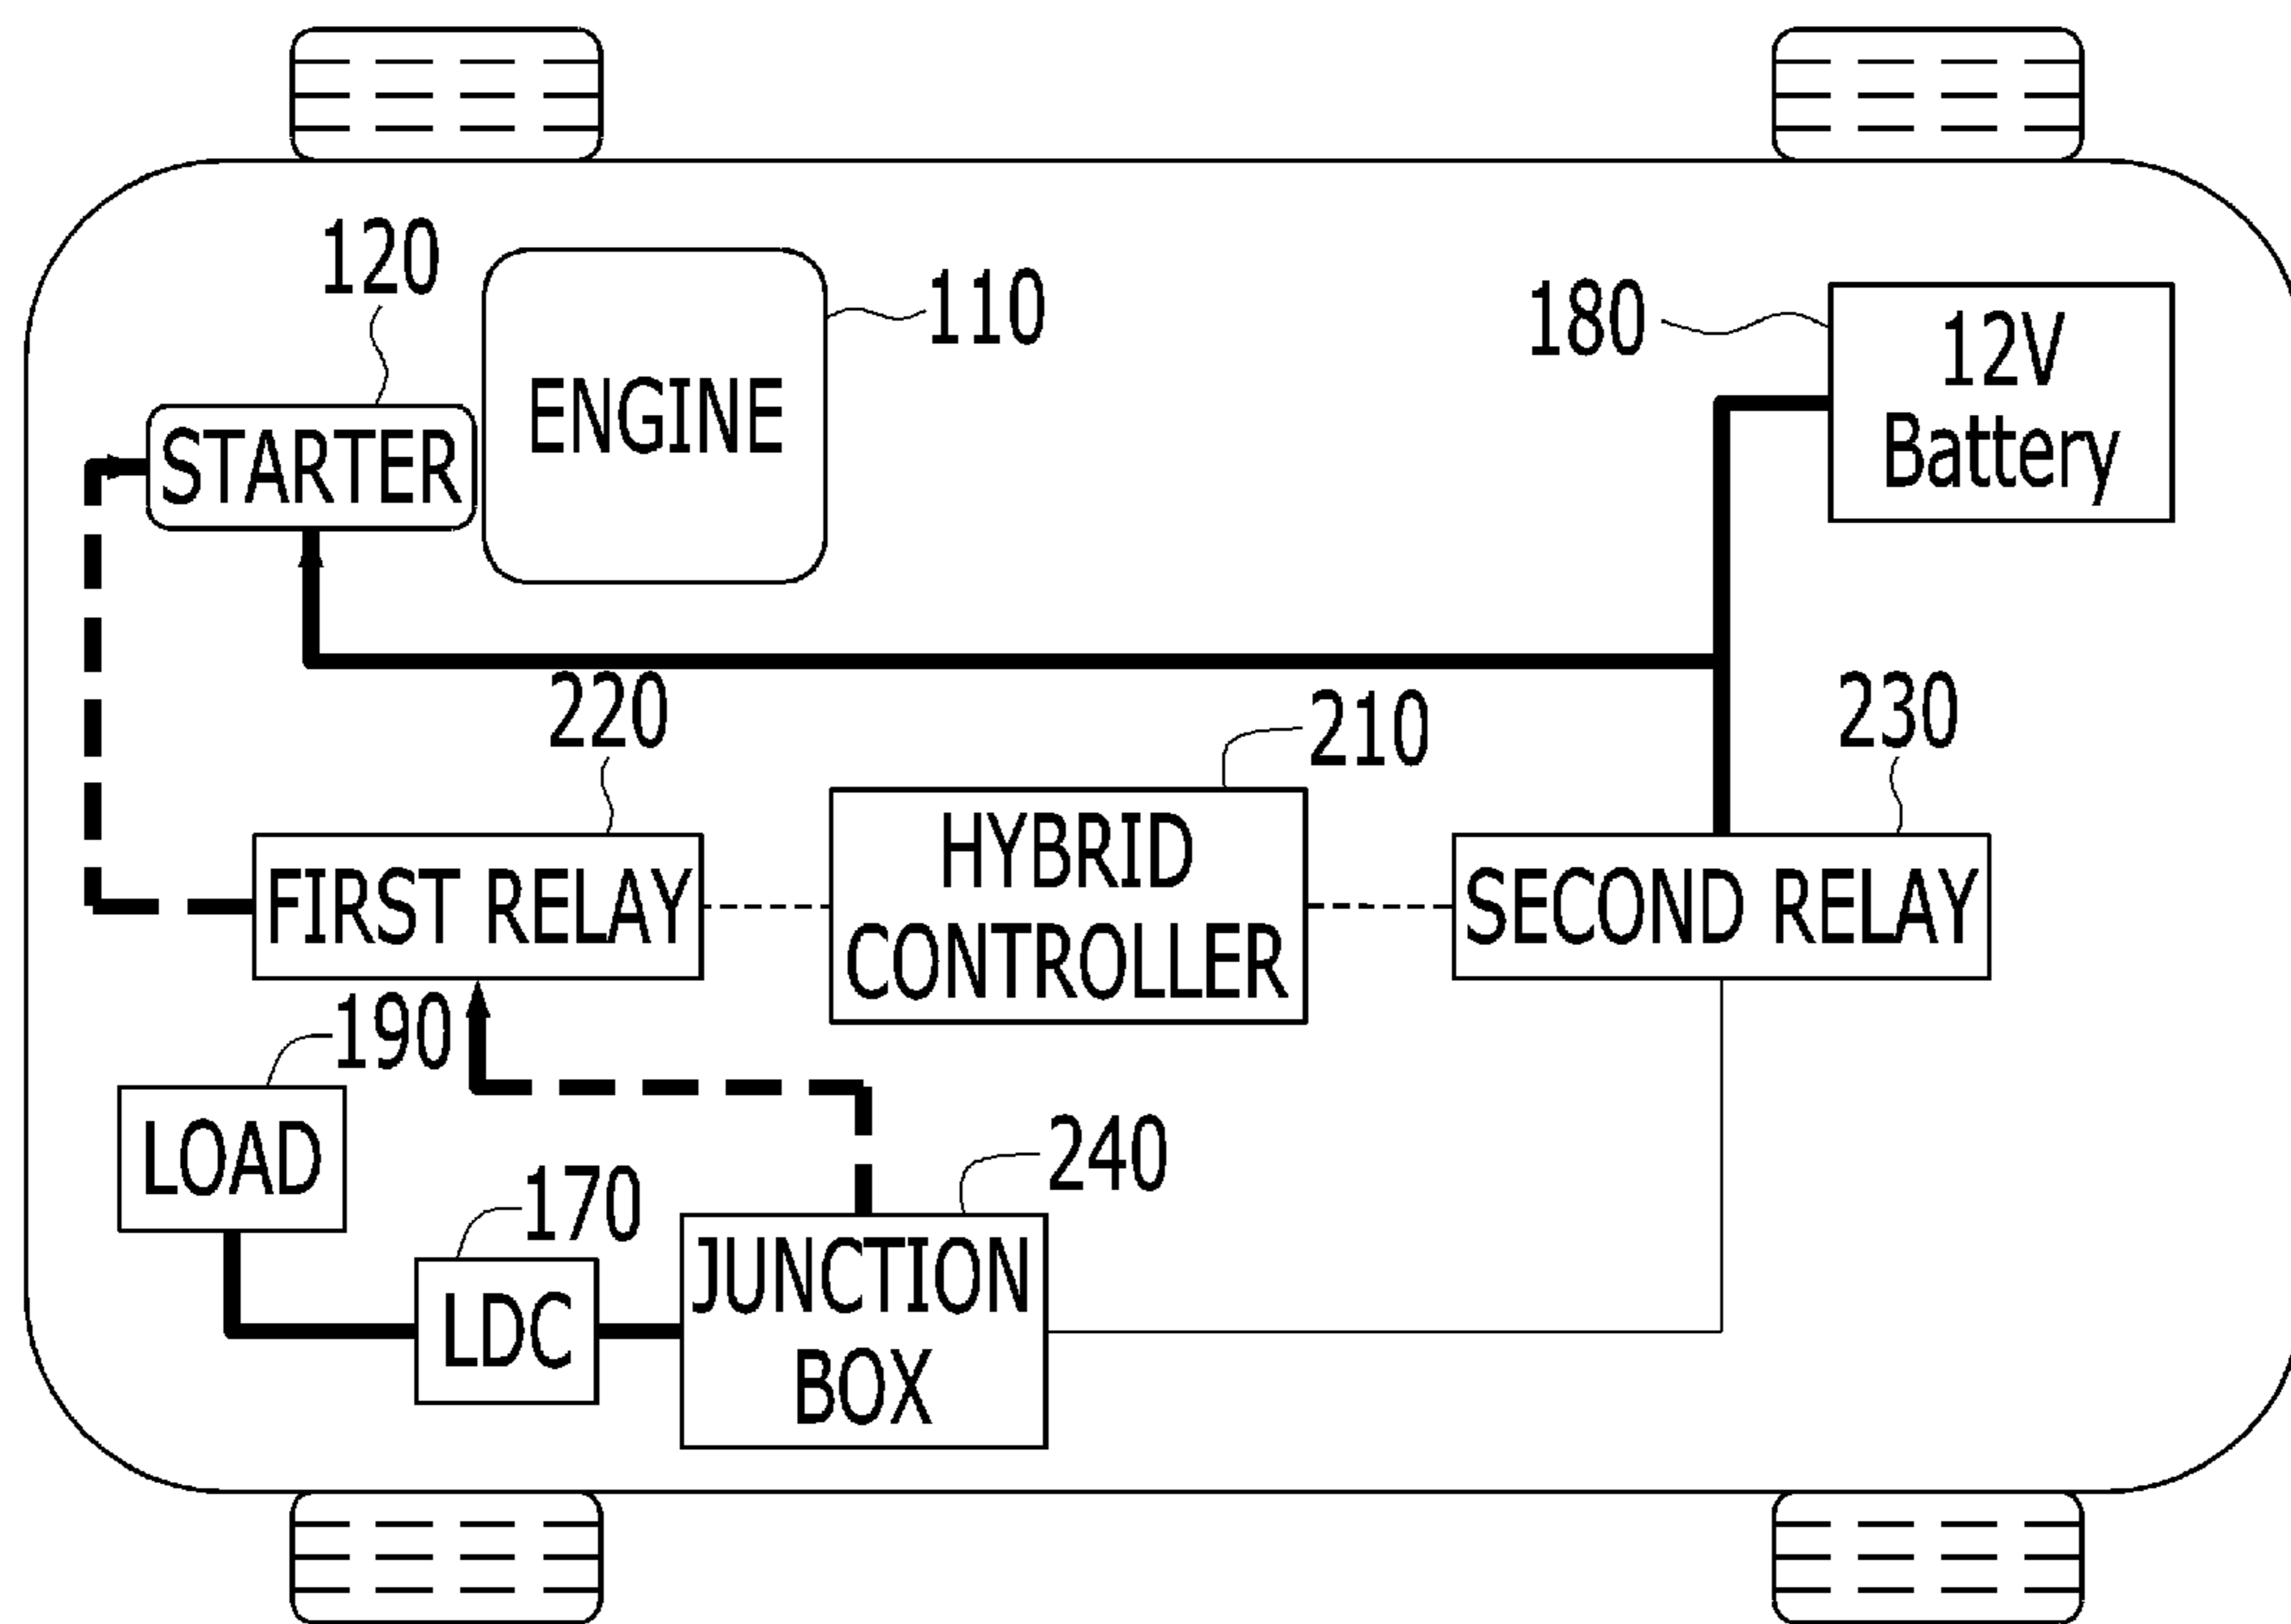 120
110
180
12V
Battery
ENGINE
STARTER
220
210
230
HYBRID
CONTROLLER
FIRST RELAY
SECOND RELAY
190
LOAD
170
240
LDC
JUNCTION
BOX